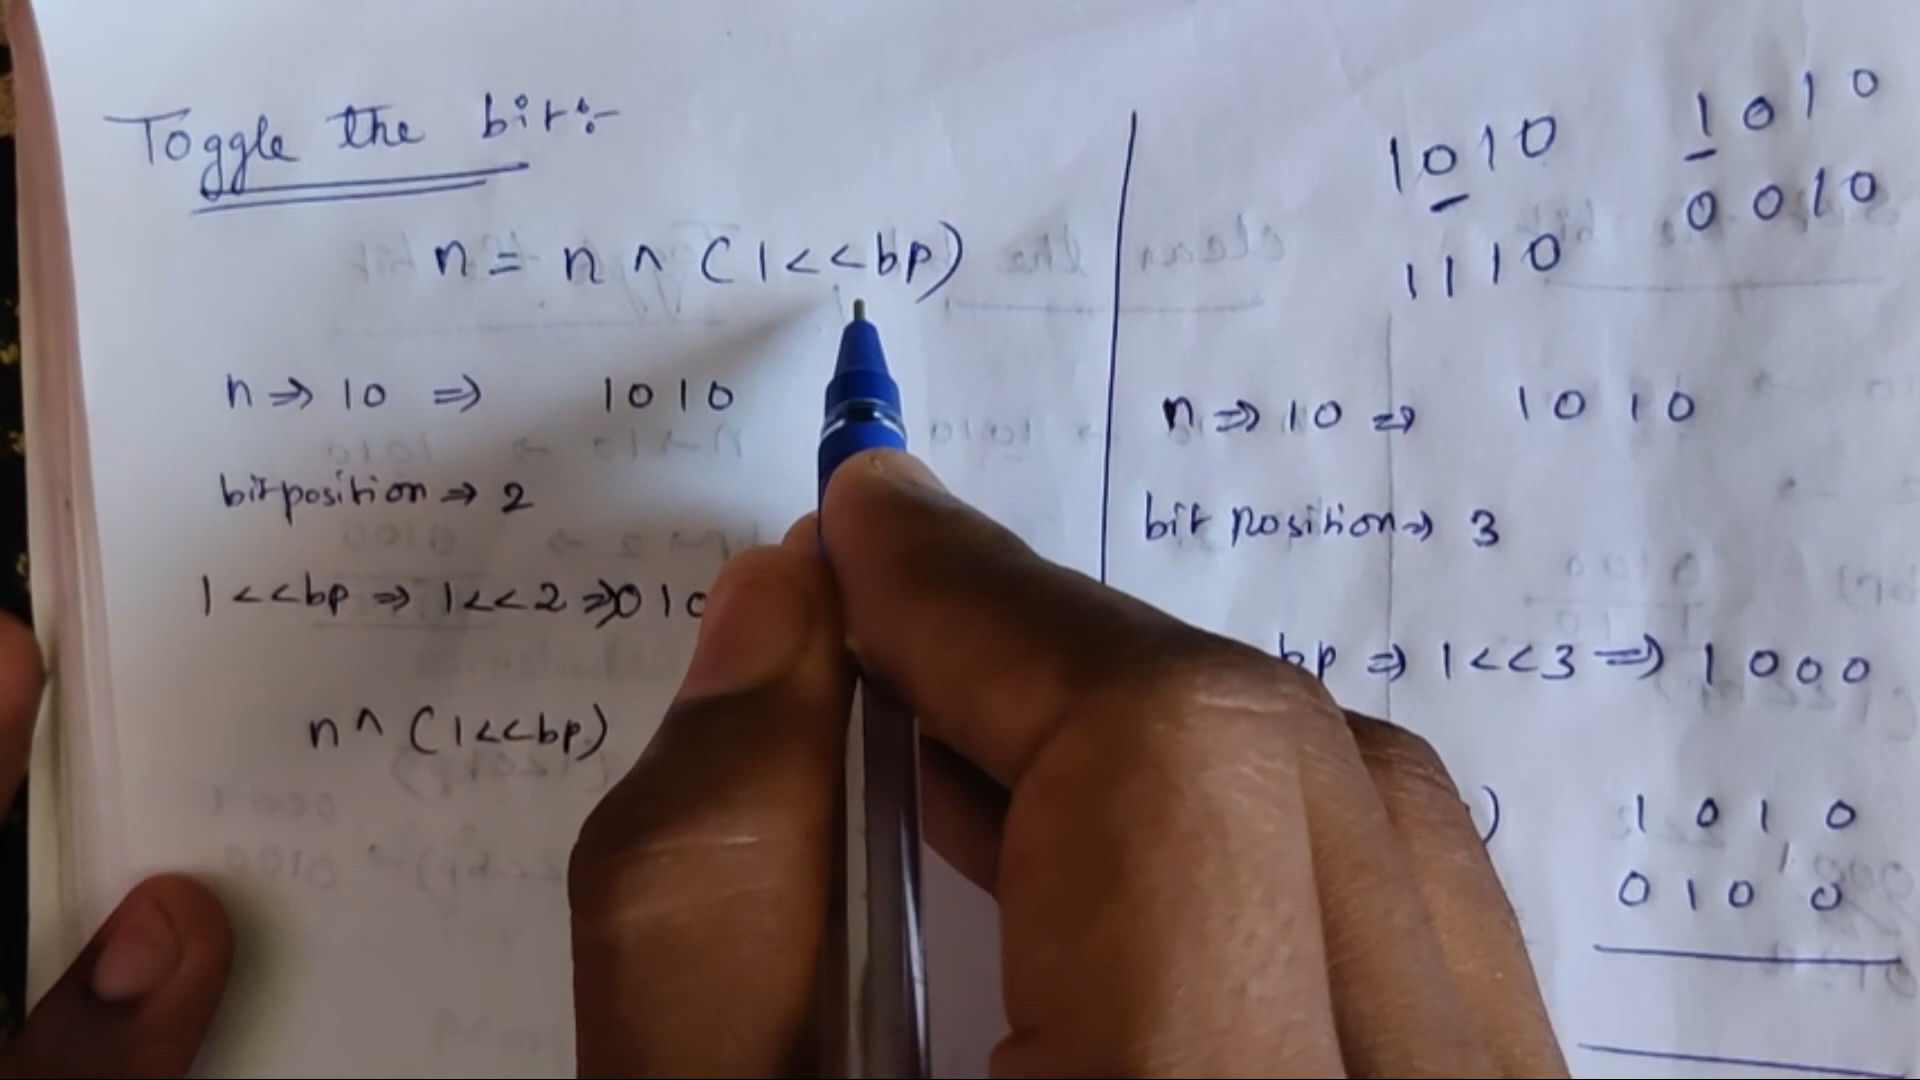 Toggle the bit:-
n = n ^ (1<<bp)
n ⇒ 10 ⇒ 1010
bitposition ⇒ 2
1<<bp ⇒ 1<<2 ⇒ 010
n ^ (1<<bp)
1010
1110
1010
0010
n ⇒ 10 ⇒ 1010
bit Position ⇒ 3
bp ⇒ 1<<3 ⇒ 1000
)
1010
0100